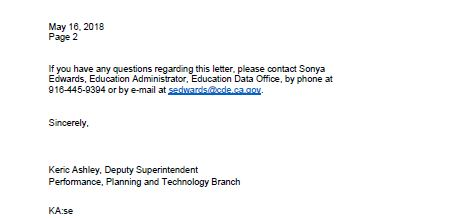 May 16, 2018
Page 2
If you have any questions regarding this letter, please contact Sonya
Edwards, Education Administrator, Education Data Office, by phone at
916-445-9394 or by e-mail at sedwards@cde.ca.gov.
Sincerely,
Keric Ashley, Deputy Superintendent
Performance, Planning and Technology Branch
KA:se